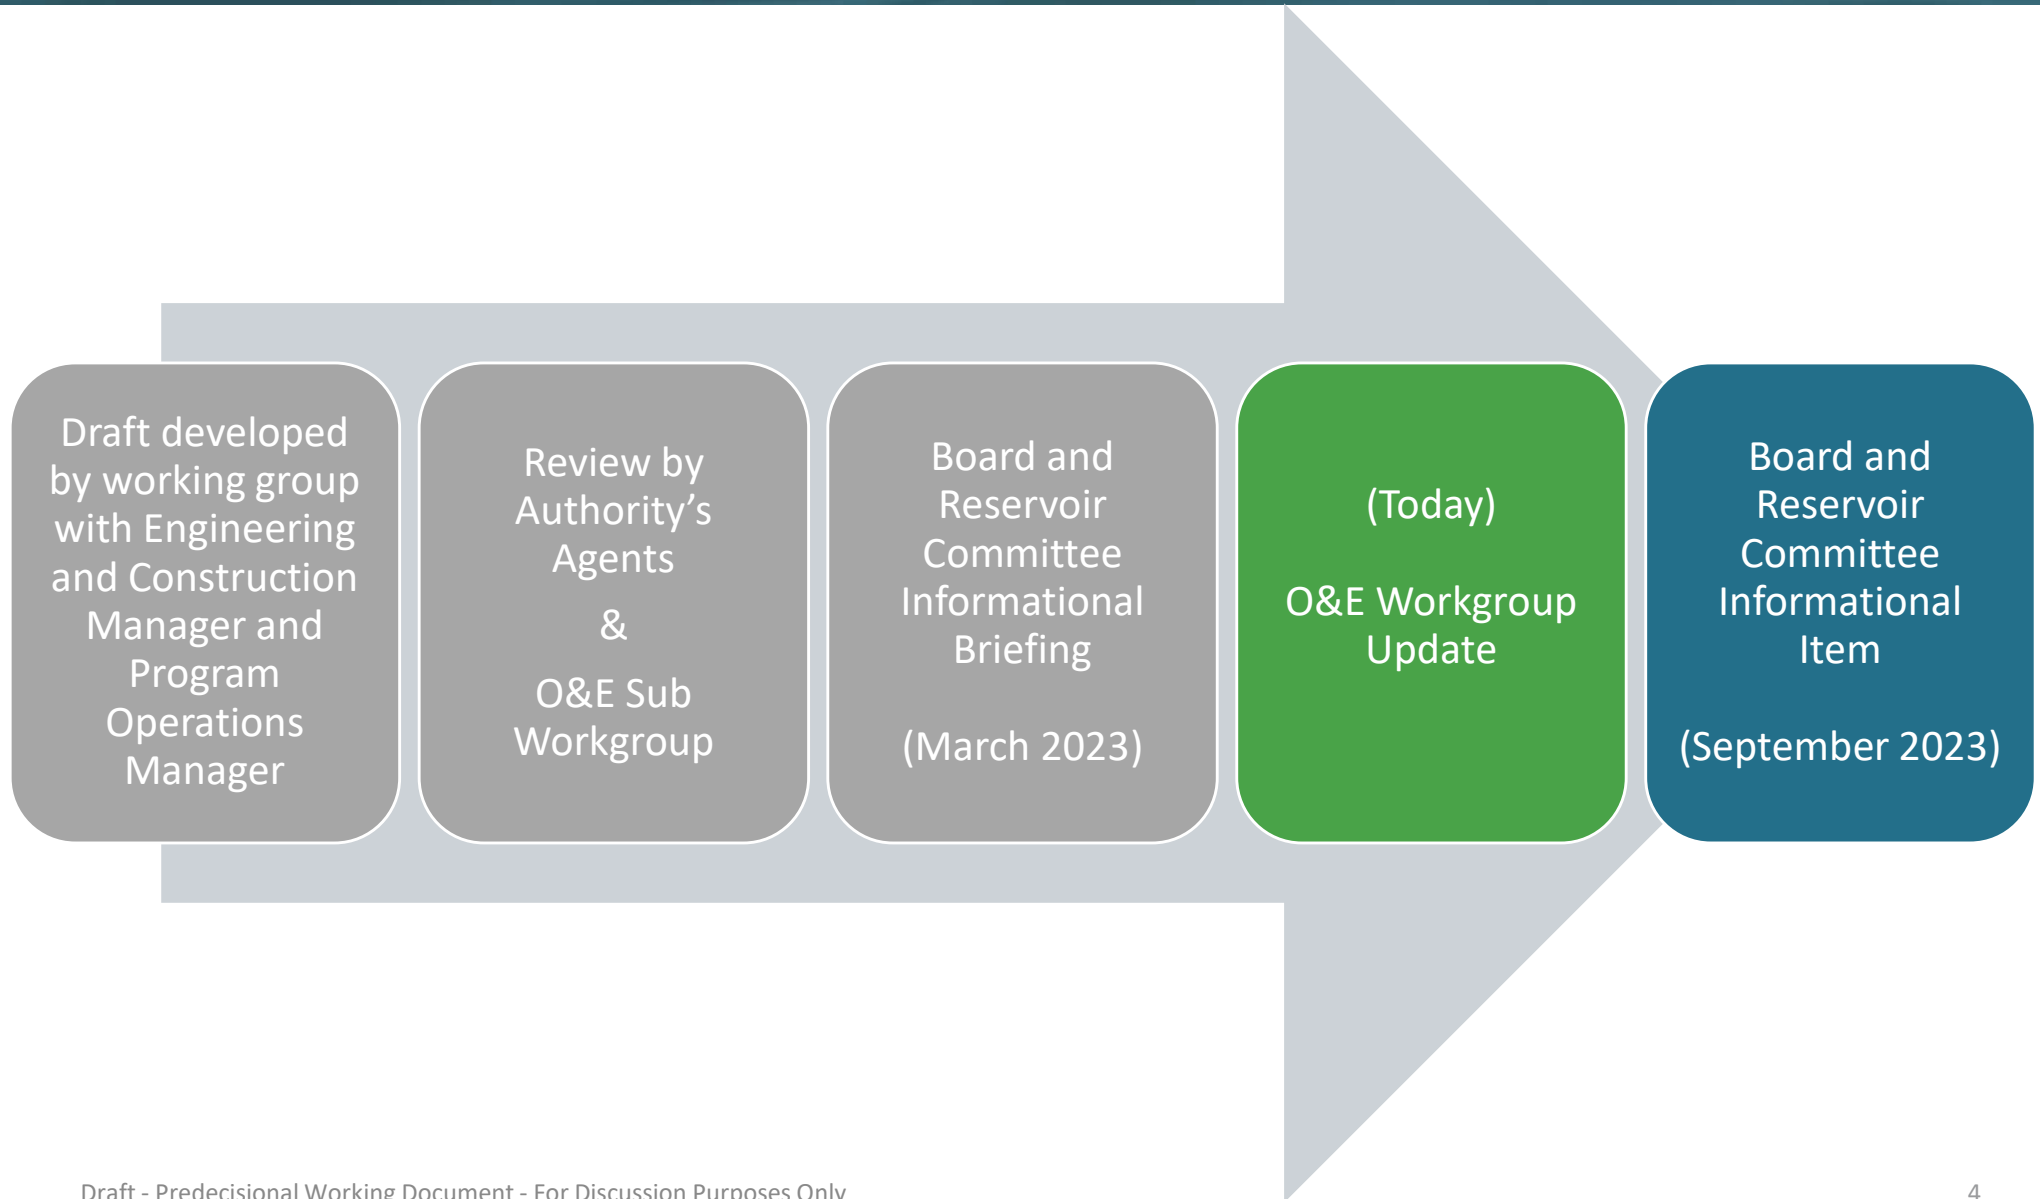 Draft developed
by working group
with Engineering
and Construction
Manager and
Program
Operations
Manager
Review by
Authority’s
Agents
&
O&E Sub
Workgroup
Board and
Reservoir
Committee
Informational
Briefing
(March 2023)
(Today)
O&E Workgroup
Update
Board and
Reservoir
Committee
Informational
Item
(September 2023)
Draft - Predecisional Working Document - For Discussion Purposes Only
4